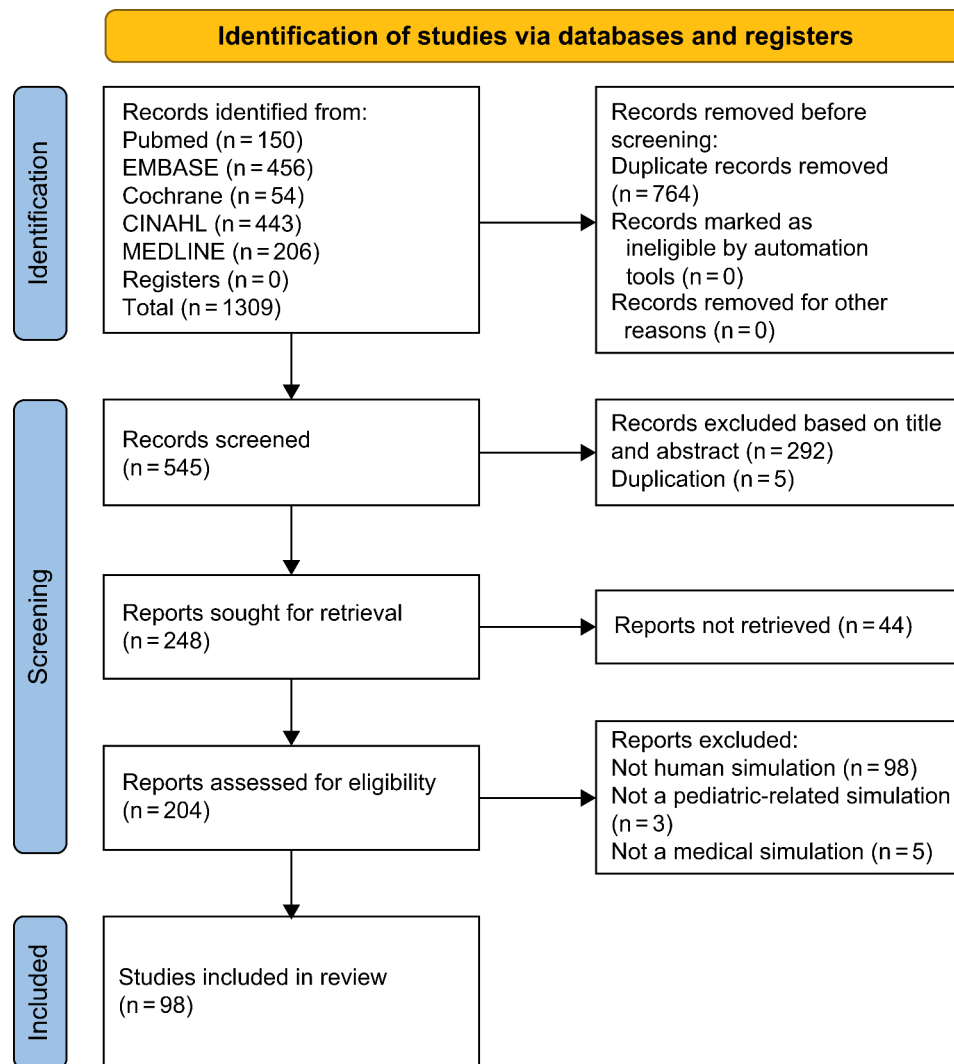 Identification of studies via databases and registers
Identification
Records identified from:
Pubmed (n = 150)
EMBASE (n = 456)
Cochrane (n = 54)
CINAHL (n = 443)
MEDLINE (n = 206)
Registers (n = 0)
Total (n = 1309)
Records removed before
screening:
Duplicate records removed
(n = 764)
Records marked as
ineligible by automation
tools (n = 0)
Records removed for other
reasons (n = 0)
Screening
Records screened
(n = 545)
Records excluded based on title
and abstract (n = 292)
Duplication (n = 5)
Reports sought for retrieval
(n = 248)
Reports not retrieved (n = 44)
Reports assessed for eligibility
(n = 204)
Reports excluded:
Not human simulation (n = 98)
Not a pediatric-related simulation
(n = 3)
Not a medical simulation (n = 5)
Included
Studies included in review
(n = 98)